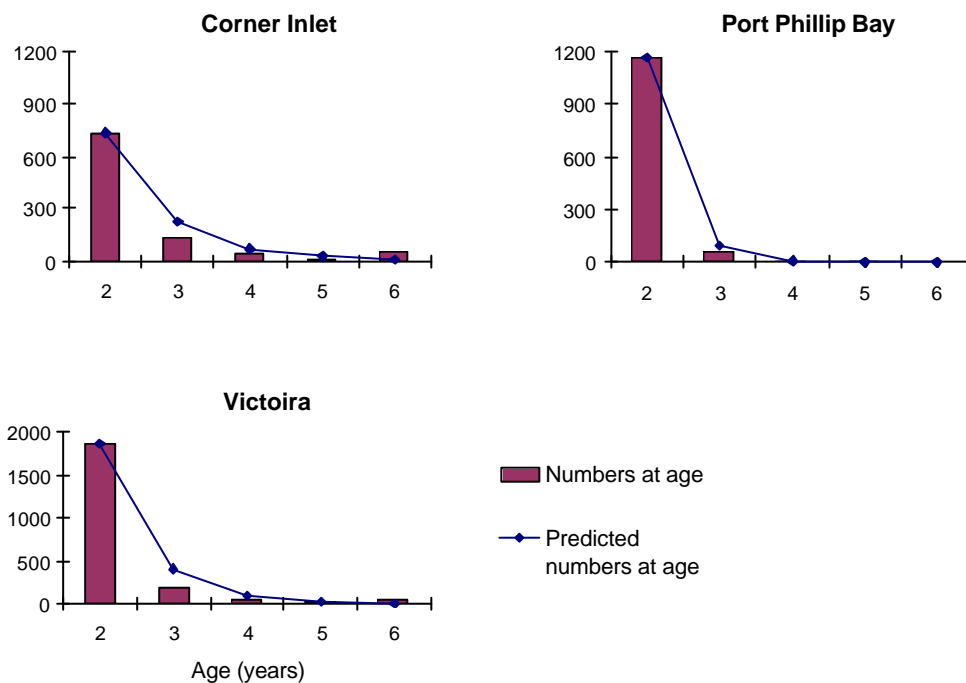 Corner Inlet
1200
900
600
300
0
2 3 4 5 6
Port Phillip Bay
1200
900
600
300
0
2 3 4 5 6
Victoira
2000
1500
1000
500
0
2 3 4 5 6
Age (years)
Numbers at age
Predicted
numbers at age